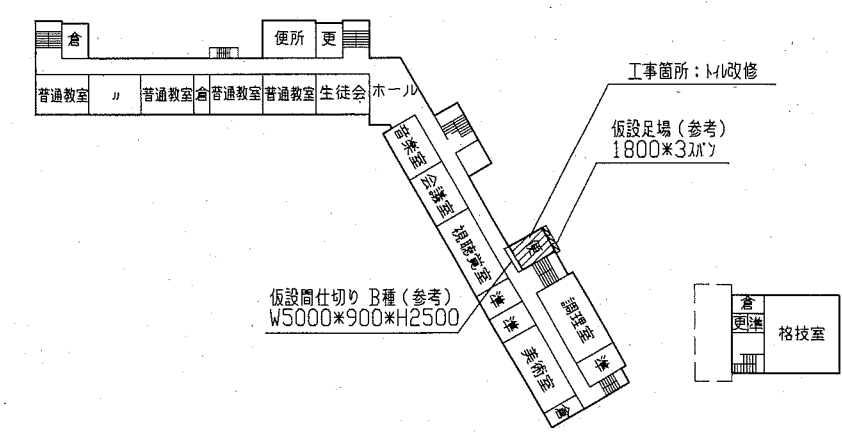 倉
便所
更
普通教室
〃
普通教室
倉
普通教室
普通教室
生徒会
ホール
工事箇所：トイレ改修
仮設足場（参考）
1800*3スパン
音楽室
会議室
視聴覚室
準
準
美術室
倉
便
調理室
準
仮設間仕切り B種（参考）
W5000*900*H2500
倉
更
準
格技室